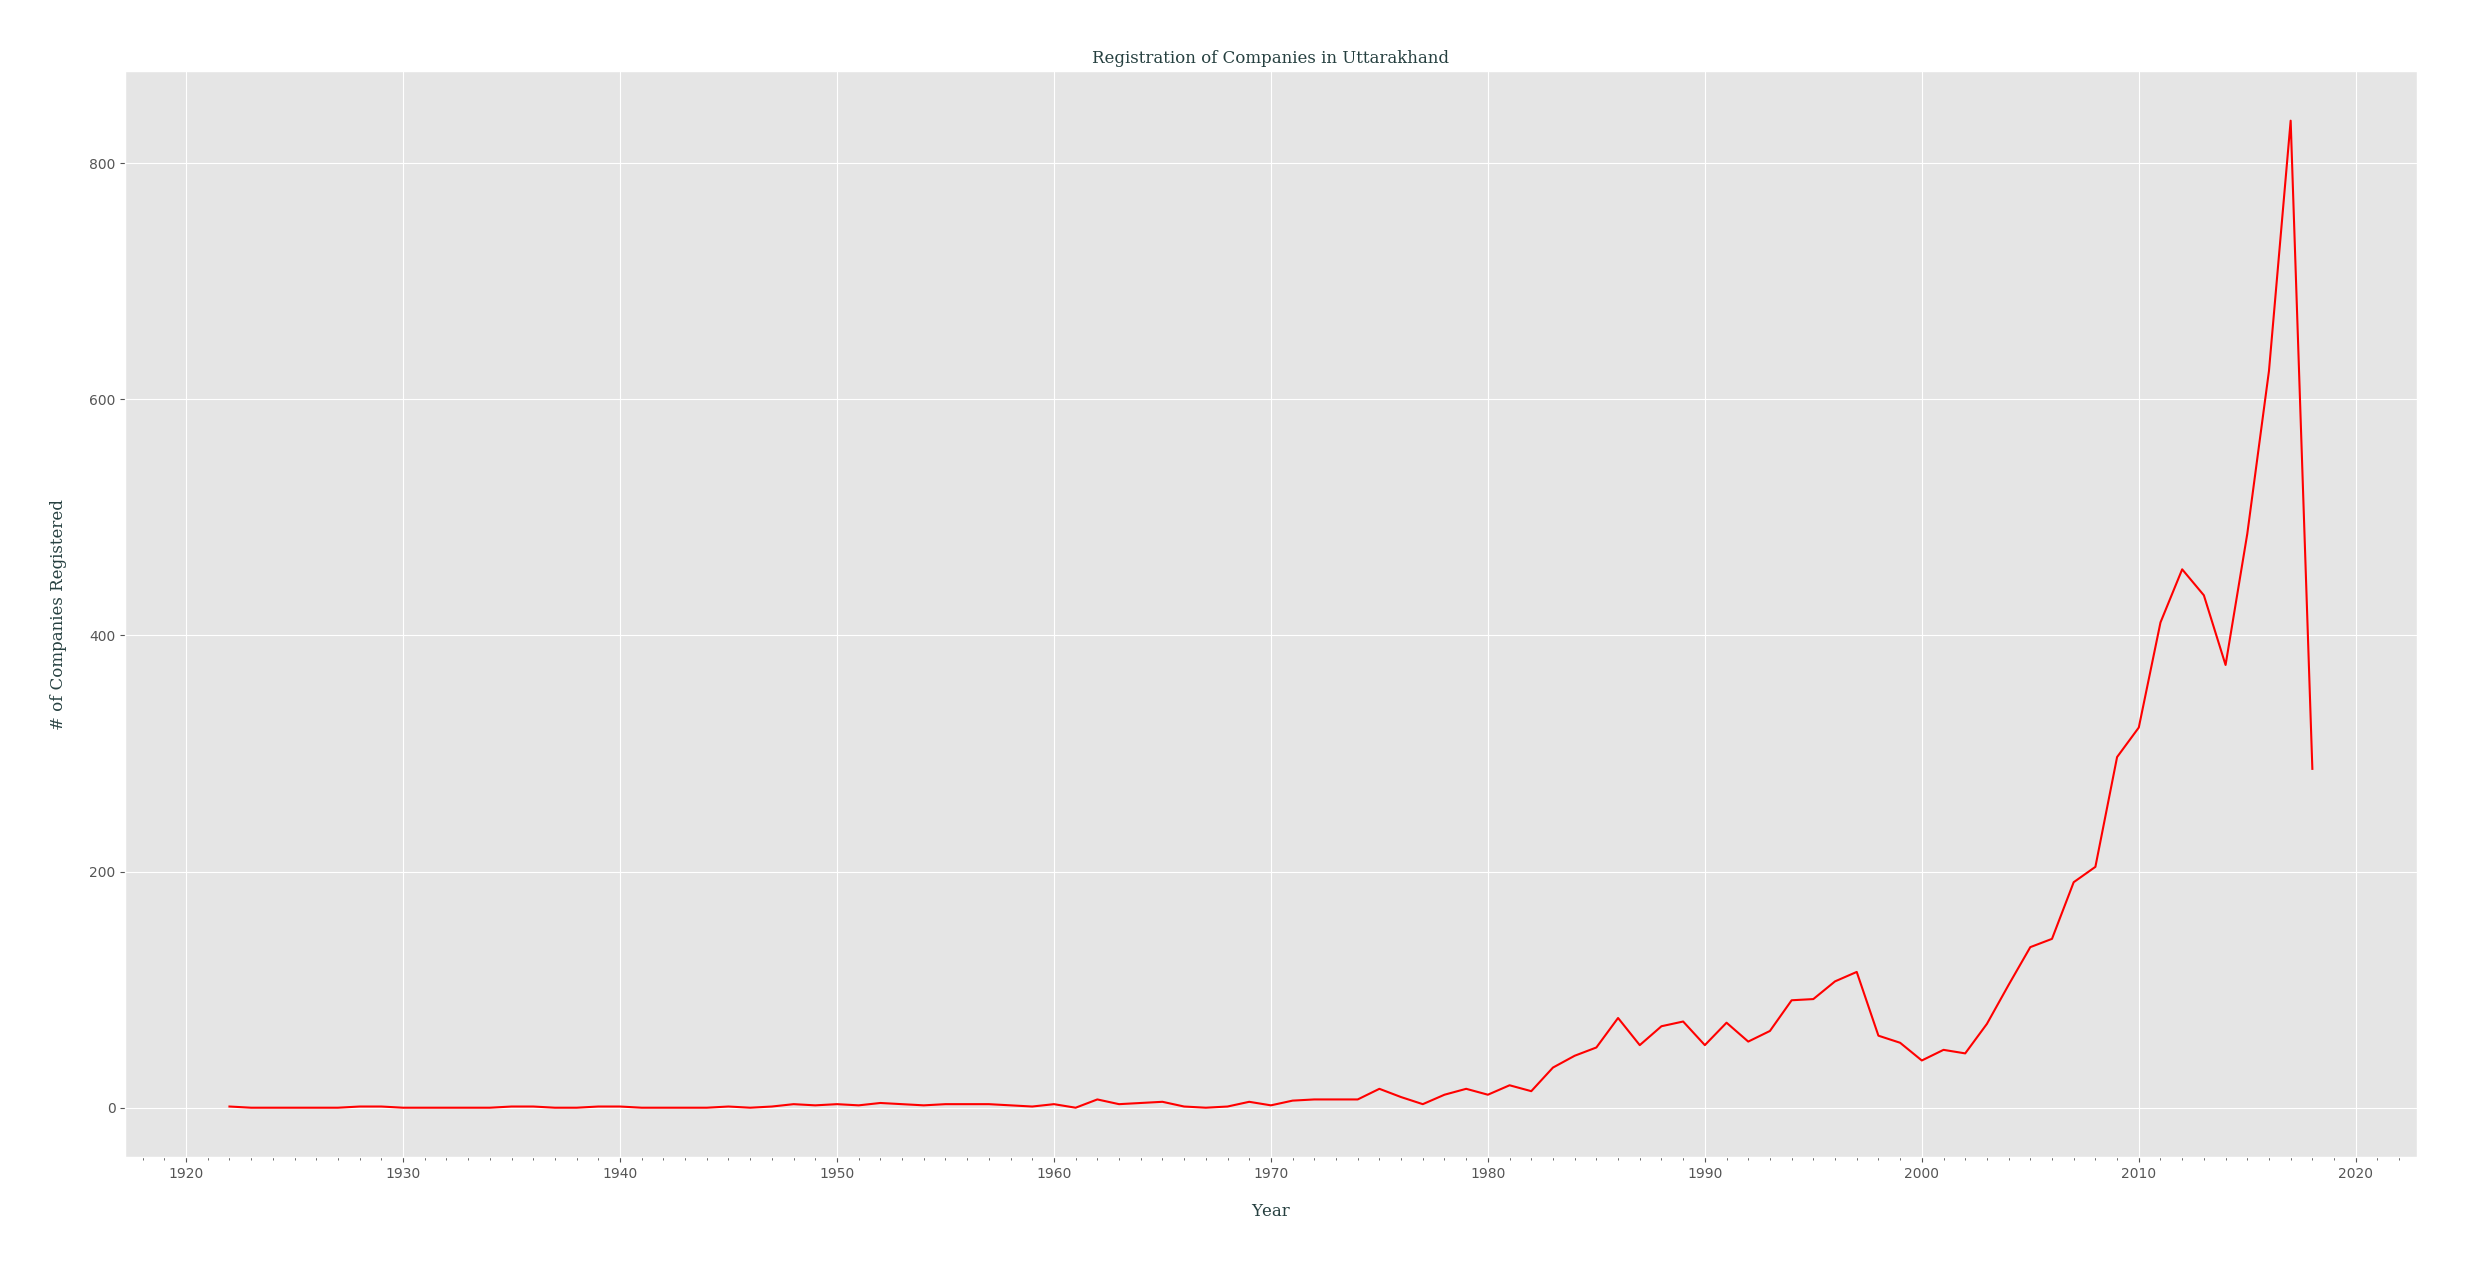 Registration of Companies in Uttarakhand
800
600
400
200
0
# of Companies Registered
1920 1930 1940 1950 1960 1970 1980 1990 2000 2010 2020
Year